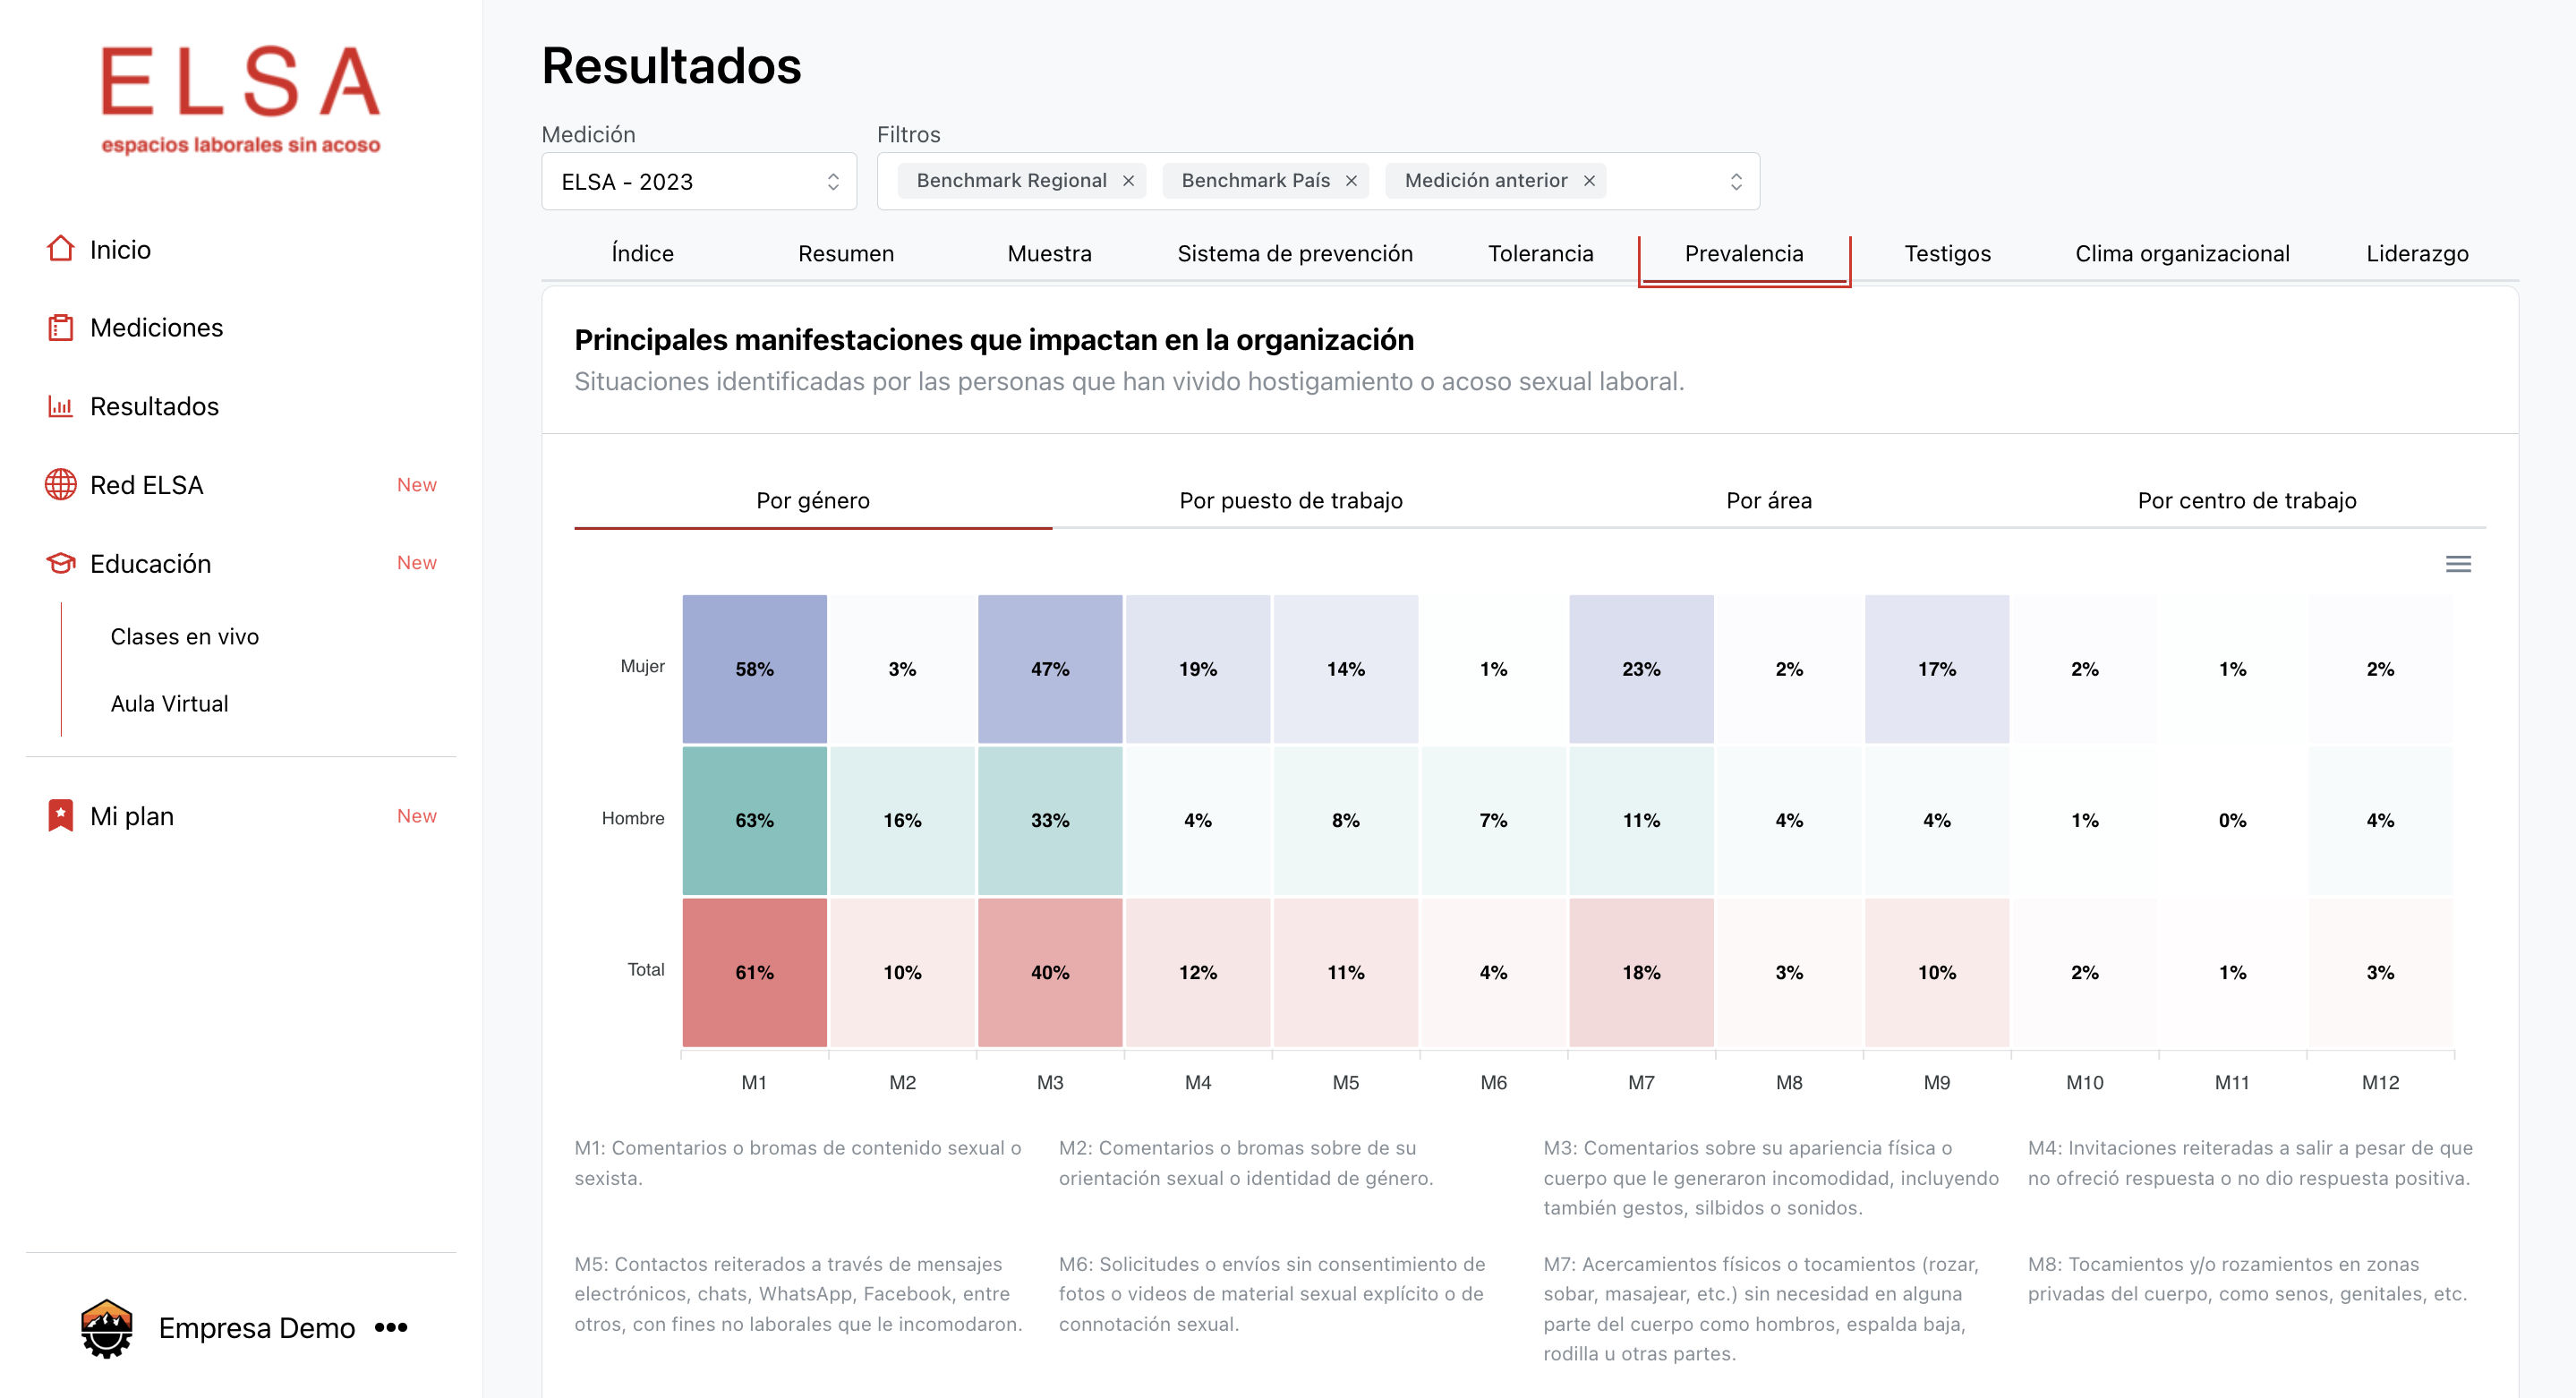 ELSA
espacios laborales sin acoso
Inicio
Mediciones
Resultados
Red ELSA New
Educación New
Clases en vivo
Aula Virtual
Mi plan New
Empresa Demo
Resultados
Medición
ELSA - 2023
Filtros
Benchmark Regional
Benchmark País
Medición anterior
Índice Resumen Muestra Sistema de prevención Tolerancia Prevalencia Testigos Clima organizacional Liderazgo
Principales manifestaciones que impactan en la organización
Situaciones identificadas por las personas que han vivido hostigamiento o acoso sexual laboral.
Por género Por puesto de trabajo Por área Por centro de trabajo
Mujer 58% 3% 47% 19% 14% 1% 23% 2% 17% 2% 1% 2%
Hombre 63% 16% 33% 4% 8% 7% 11% 4% 4% 1% 0% 4%
Total 61% 10% 40% 12% 11% 4% 18% 3% 10% 2% 1% 3%
M1 M2 M3 M4 M5 M6 M7 M8 M9 M10 M11 M12
M1: Comentarios o bromas de contenido sexual o
sexista.
M2: Comentarios o bromas sobre de su
orientación sexual o identidad de género.
M3: Comentarios sobre su apariencia física o
cuerpo que le generaron incomodidad, incluyendo
también gestos, silbidos o sonidos.
M4: Invitaciones reiteradas a salir a pesar de que
no ofreció respuesta o no dio respuesta positiva.
M5: Contactos reiterados a través de mensajes
electrónicos, chats, WhatsApp, Facebook, entre
otros, con fines no laborales que le incomodaron.
M6: Solicitudes o envíos sin consentimiento de
fotos o videos de material sexual explícito o de
connotación sexual.
M7: Acercamientos físicos o tocamientos (rozar,
sobar, masajear, etc.) sin necesidad en alguna
parte del cuerpo como hombros, espalda baja,
rodilla u otras partes.
M8: Tocamientos y/o rozamientos en zonas
privadas del cuerpo, como senos, genitales, etc.